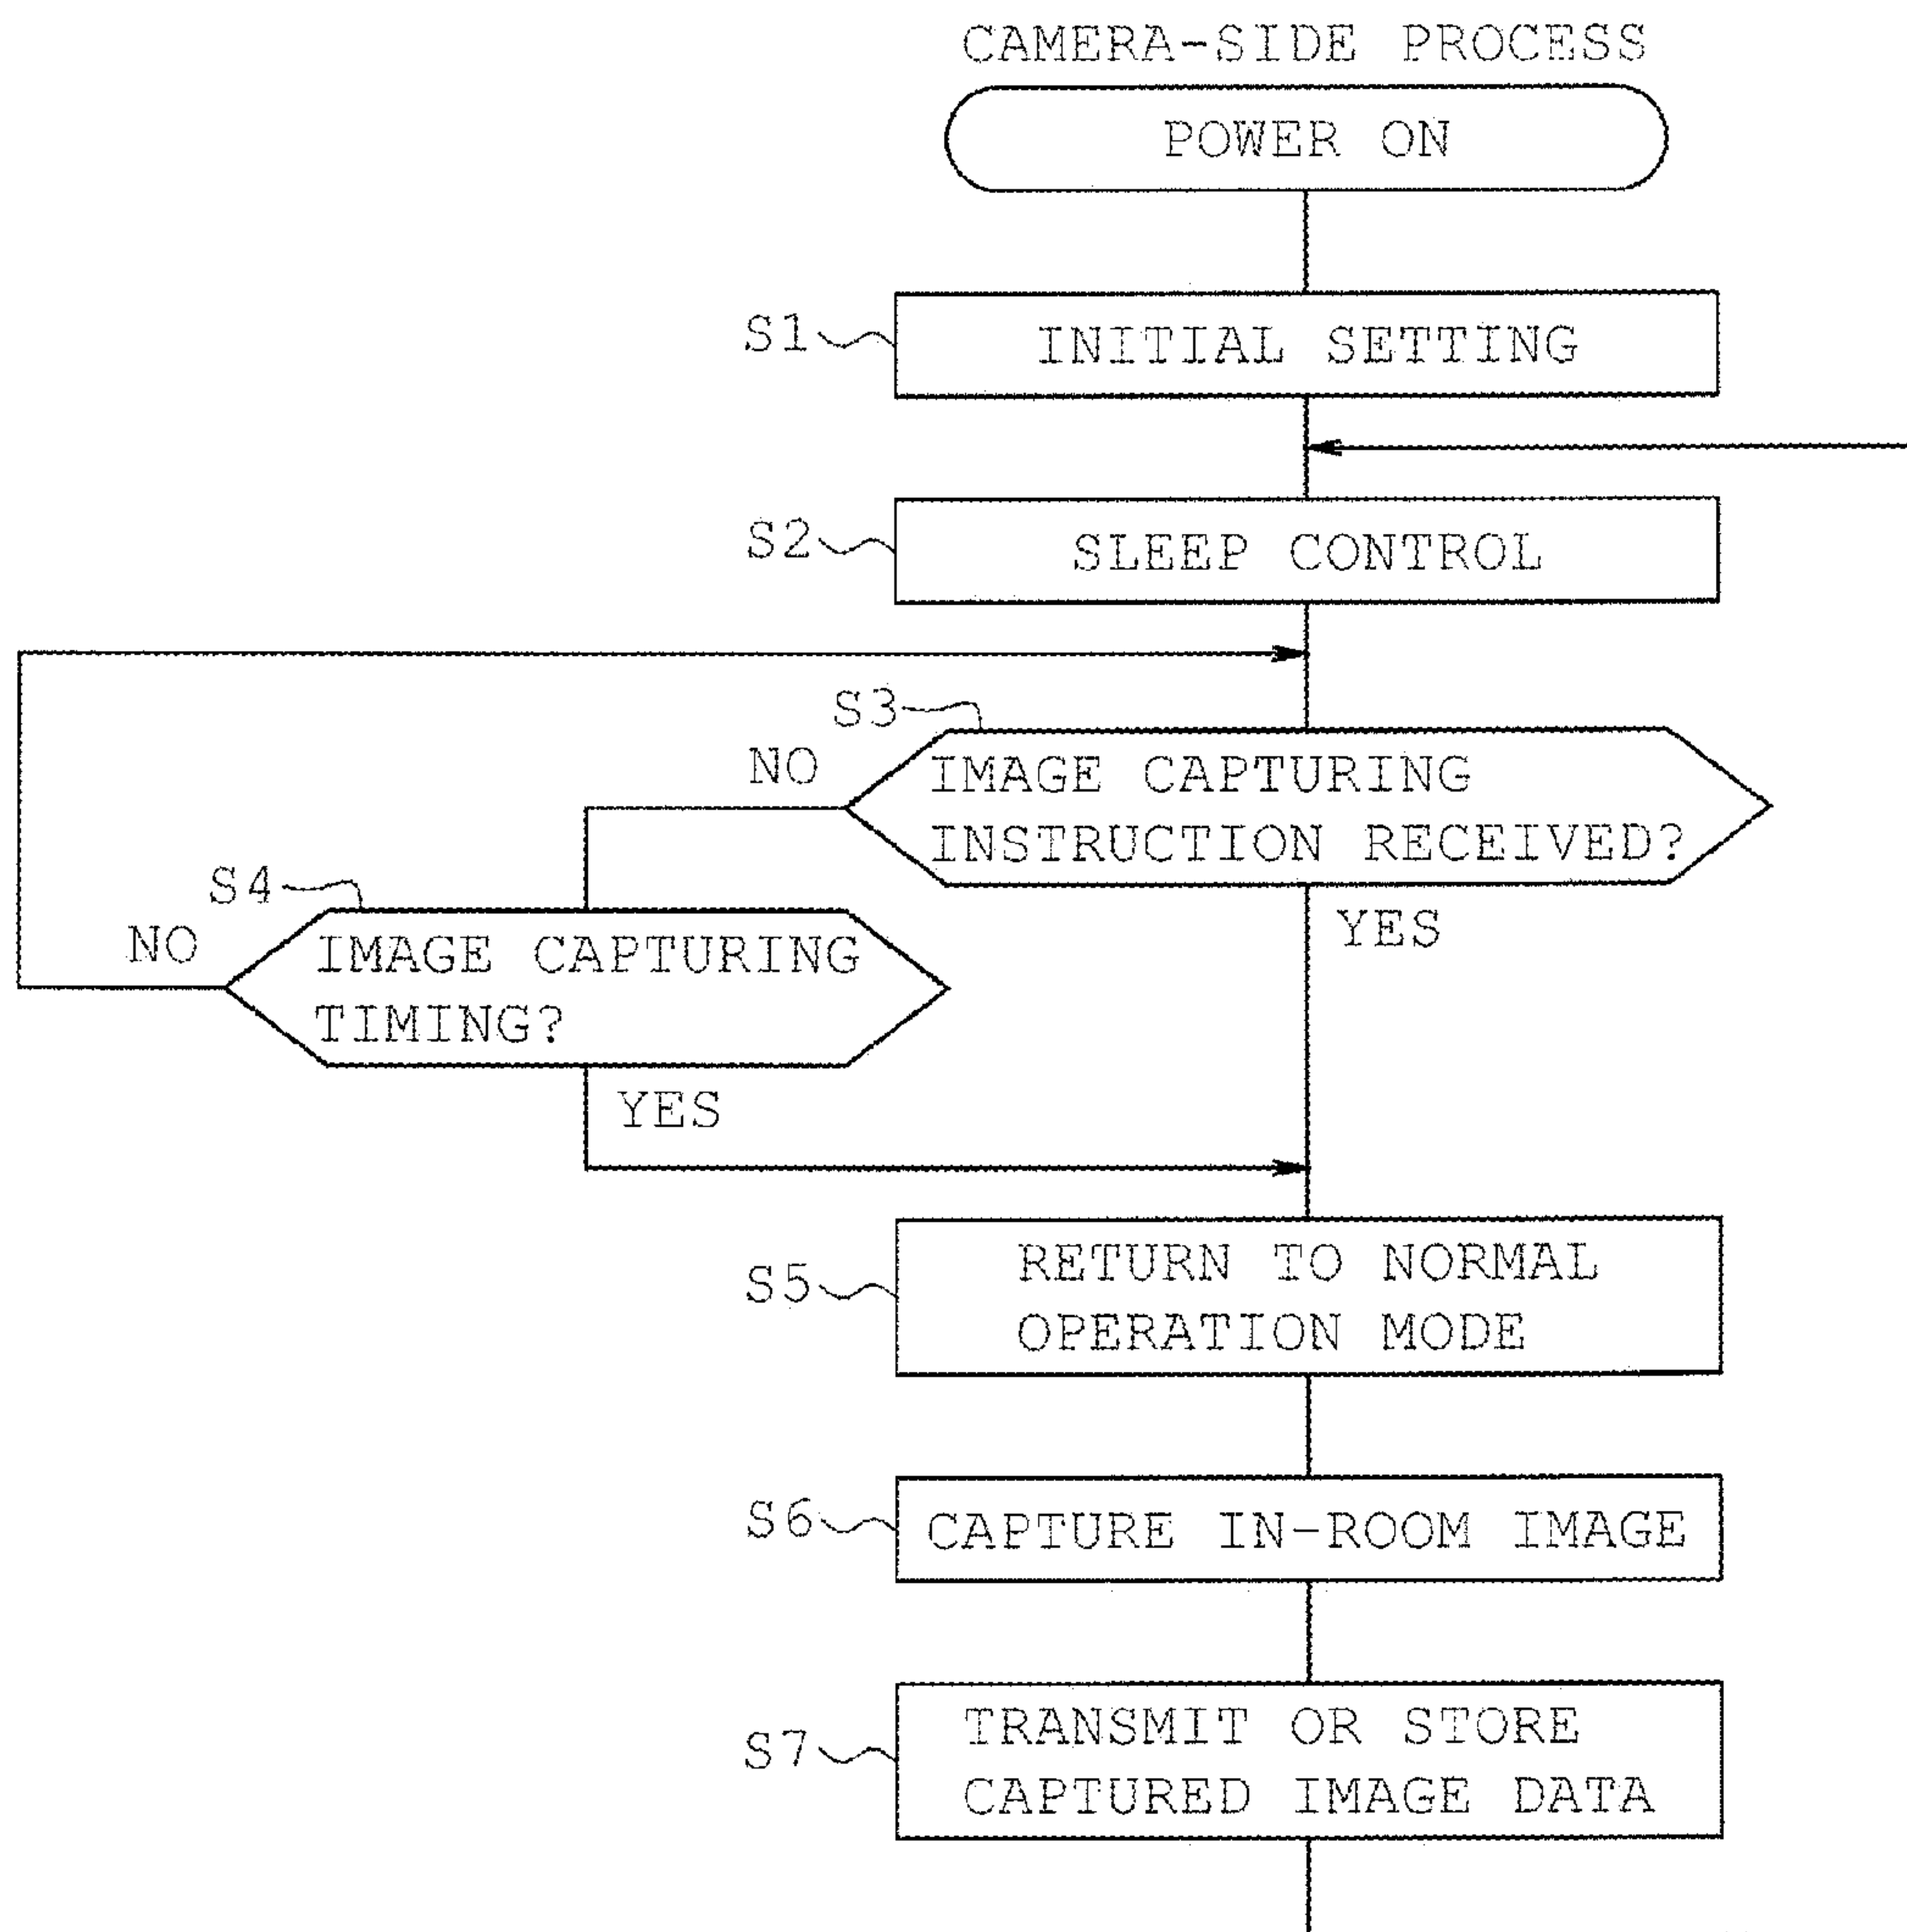 CAMERA-SIDE PROCESS
POWER ON
S1
INITIAL SETTING
S2
SLEEP CONTROL
S3
NO
IMAGE CAPTURING
INSTRUCTION RECEIVED?
YES
S4
NO
IMAGE CAPTURING
TIMING?
YES
S5
RETURN TO NORMAL
OPERATION MODE
S6
CAPTURE IN-ROOM IMAGE
S7
TRANSMIT OR STORE
CAPTURED IMAGE DATA